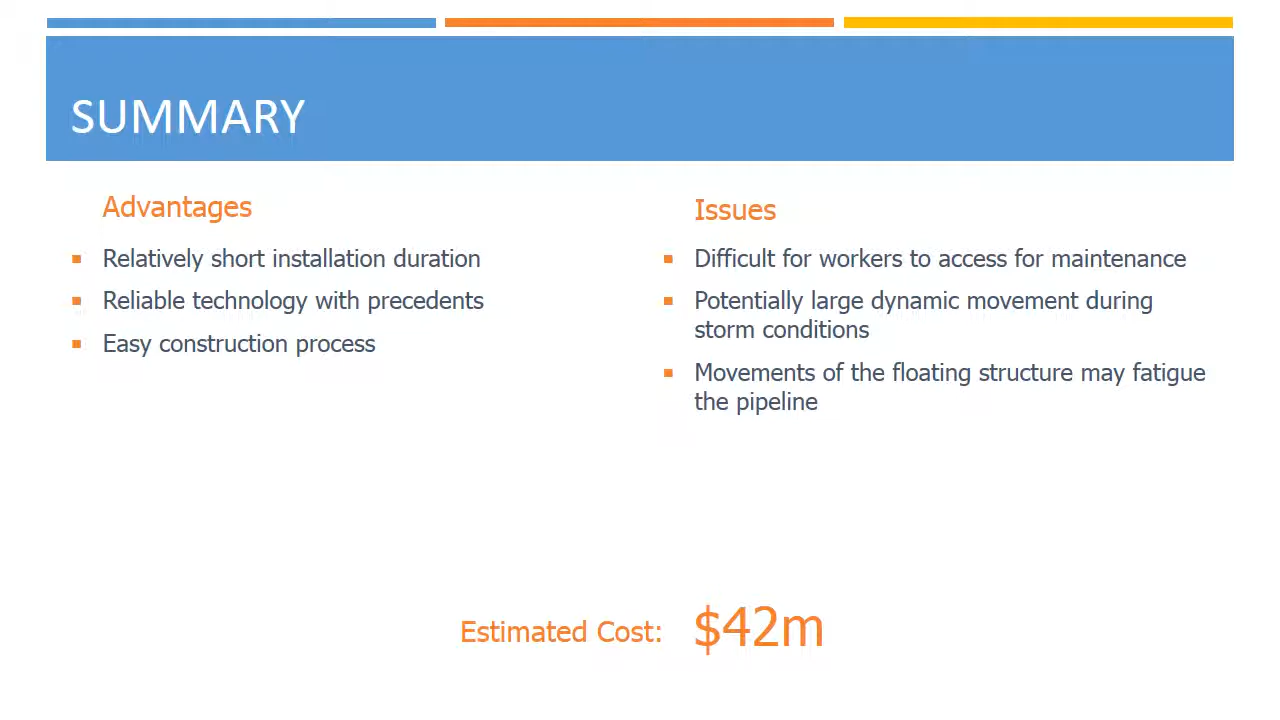 SUMMARY
Advantages
Relatively short installation duration
Reliable technology with precedents
Easy construction process
Issues
Difficult for workers to access for maintenance
Potentially large dynamic movement during
storm conditions
Movements of the floating structure may fatigue
the pipeline
Estimated Cost: $42m